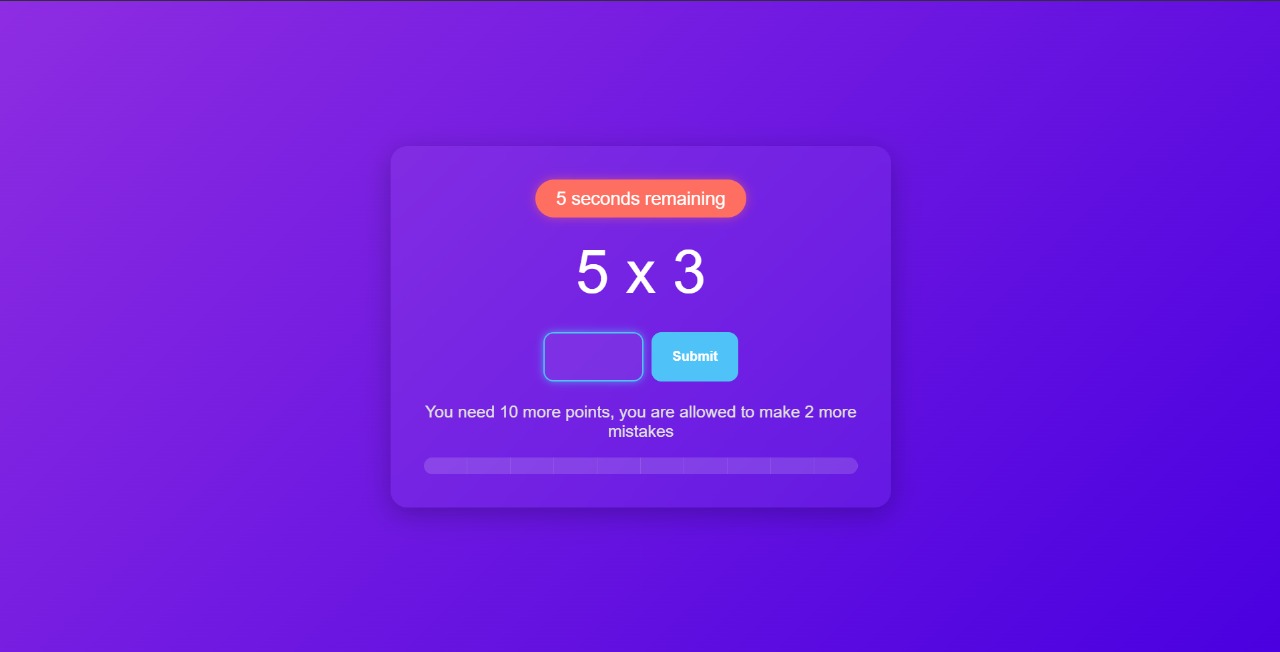 5 seconds remaining
5 x 3
Submit
You need 10 more points, you are allowed to make 2 more
mistakes